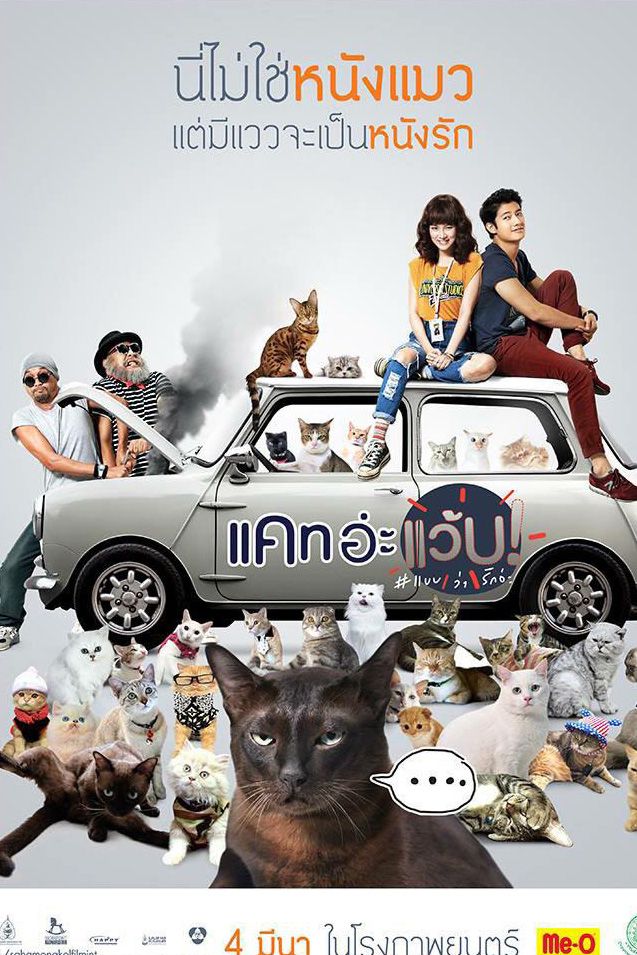 นี่ไม่ใช่หนังแมว
แต่มีแววจะเป็นหนังรัก
แคทอ่ะแว้บ!
#แบบว่ารักอ่ะ
HAPPY
/sahamongkolfilmint
4 มีนา ในโรงภาพยนตร์
Me-O